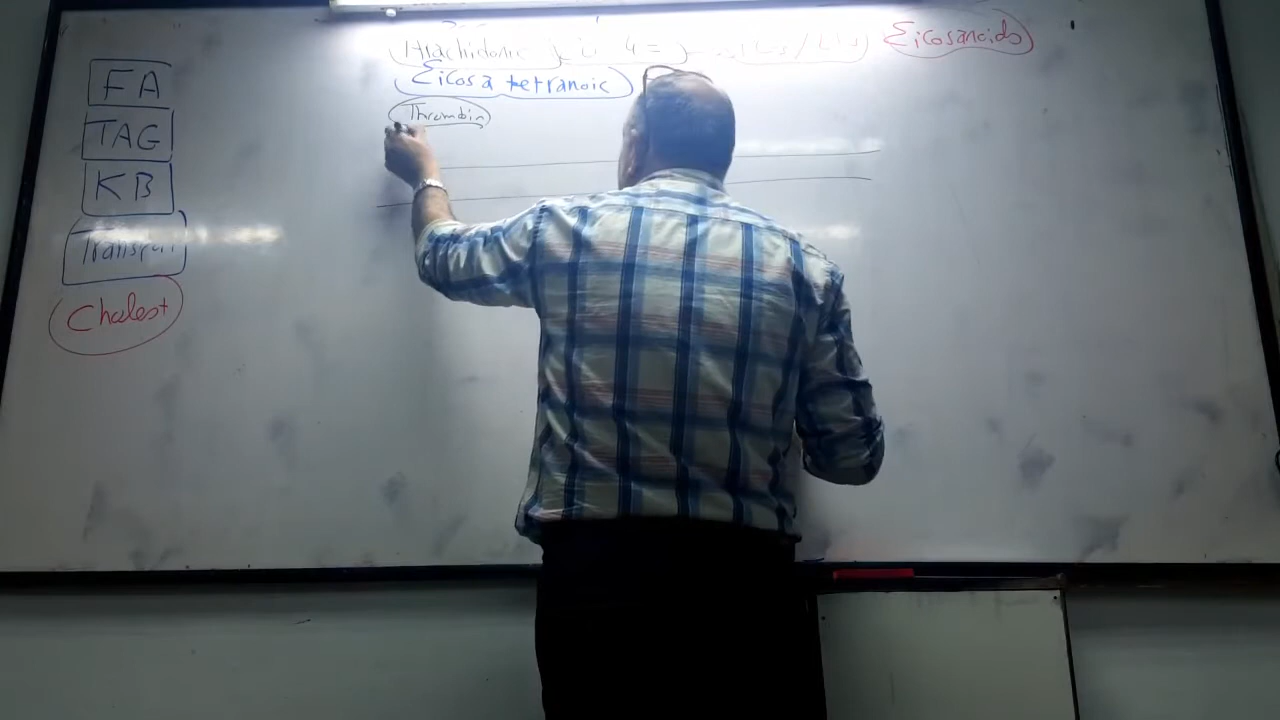 FA
TAG
KB
Transport
Cholest
Arachidonic
Eicosanoids
Eicosa tetranoic
Thrombin